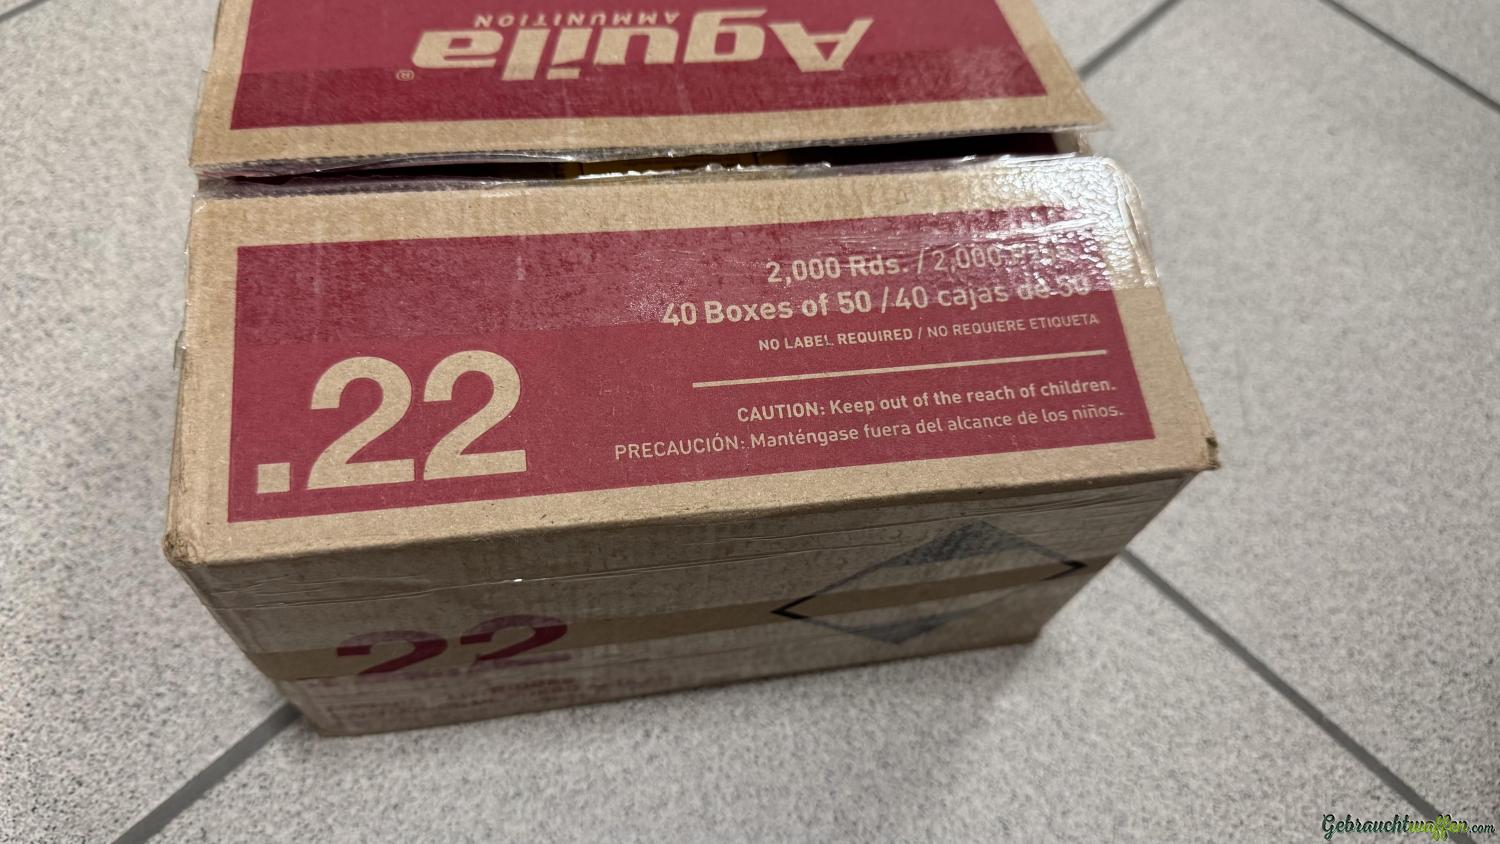 Aguila®
AMMUNITION
2,000 Rds. / 2,000
40 Boxes of 50 / 40 cajas de 50
NO LABEL REQUIRED / NO REQUIERE ETIQUETA
.22
CAUTION: Keep out of the reach of children.
PRECAUCIÓN: Manténgase fuera del alcance de los niños.
22
Gebrauchtwaffen.com